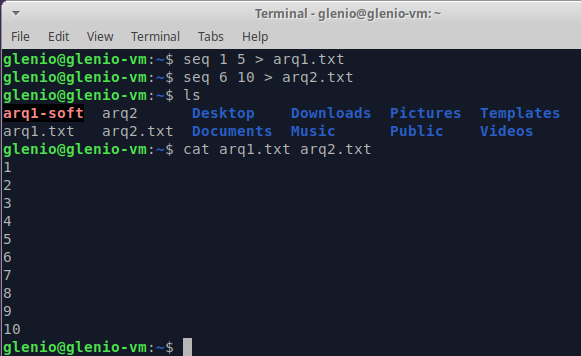 Terminal - glenio@glenio-vm: ~
File Edit View Terminal Tabs Help
glenio@glenio-vm:~$ seq 1 5 > arq1.txt
glenio@glenio-vm:~$ seq 6 10 > arq2.txt
glenio@glenio-vm:~$ ls
arq1-soft arq2 Desktop Downloads Pictures Templates
arq1.txt arq2.txt Documents Music Public Videos
glenio@glenio-vm:~$ cat arq1.txt arq2.txt
1
2
3
4
5
6
7
8
9
10
glenio@glenio-vm:~$